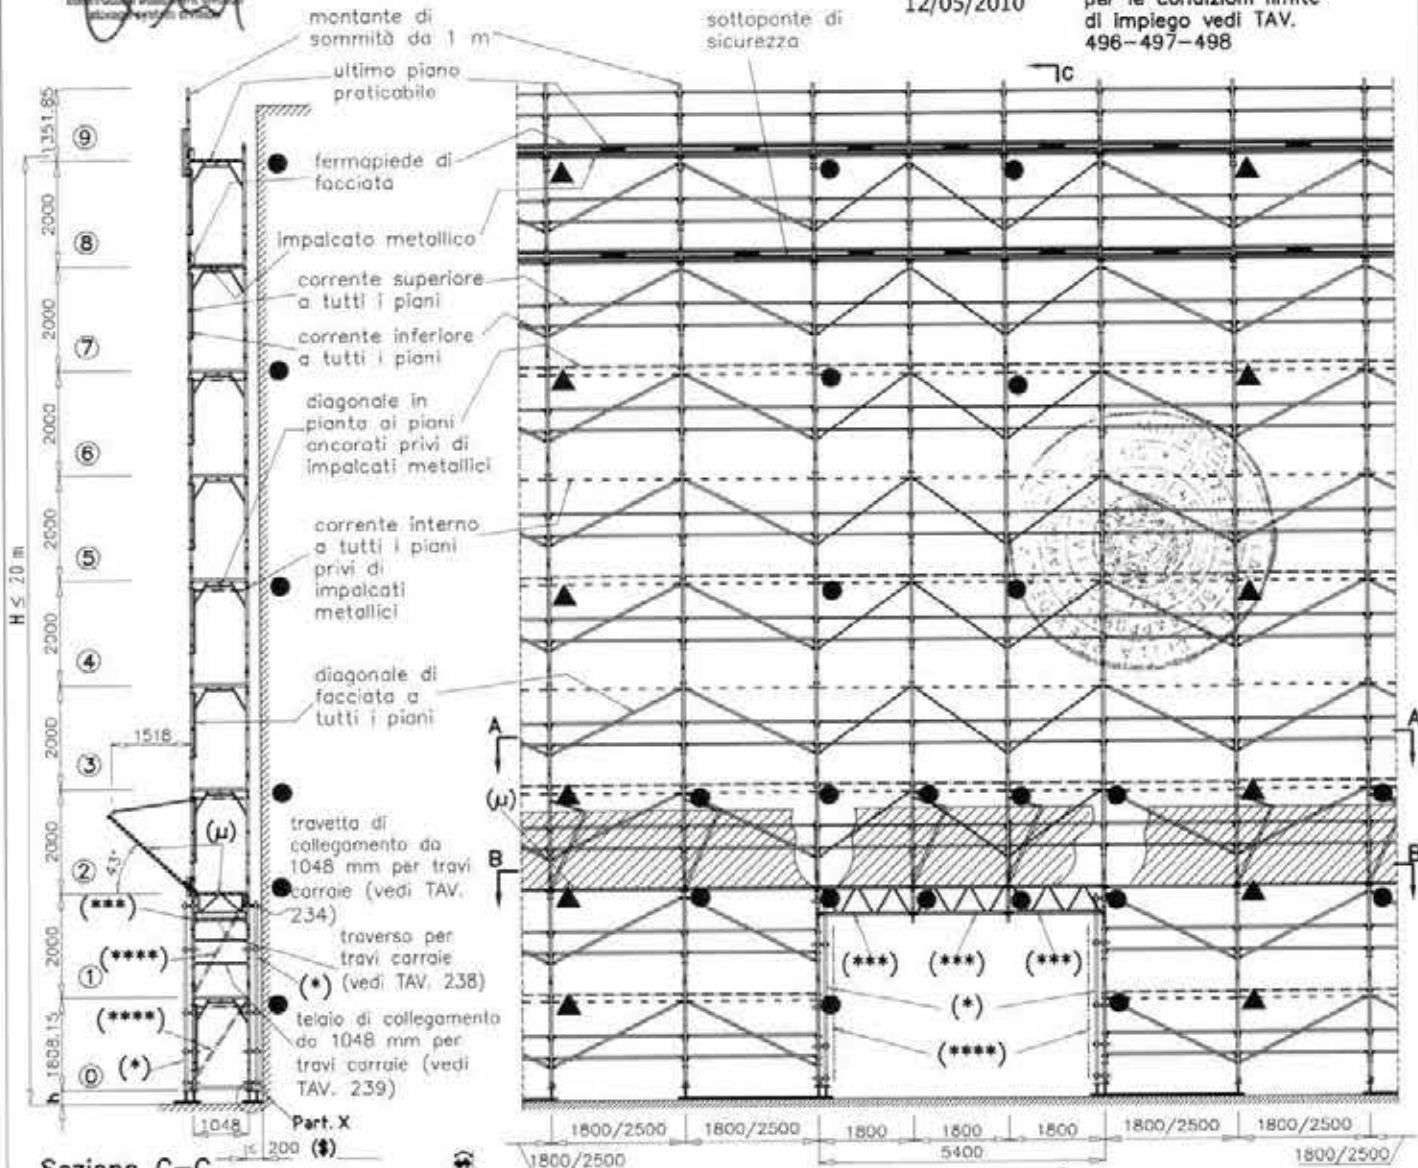 12/05/2010
per le condizioni limite
di impiego vedi TAV.
496-497-498
montante di
sommità da 1 m
sottoponte di
sicurezza
C
ultimo piano
praticabile
fermapiede di
facciata
impalcato metallico
corrente superiore
a tutti i piani
corrente inferiore
a tutti i piani
diagonale in
pianta ai piani
ancorati privi di
impalcati metallici
corrente interno
a tutti i piani
privi di
impalcati
metallici
diagonale di
facciata a
tutti i piani
travetta di
collegamento da
1048 mm per travi
carraie (vedi TAV.
234)
traverso per
travi carraie
(vedi TAV. 238)
(*)
telaio di collegamento
da 1048 mm per
travi carraie (vedi
TAV. 239)
Part. X
200 ($)
1048
Sezione C-C
H ≤ 20 m
1351.85
2000
2000
2000
2000
2000
2000
2000
2000
1808.15
h
9
8
7
6
5
4
3
2
1
0
1518
43°
(µ)
(***)
(****)
(****)
(*)
A
A
(µ)
B
B
(***)
(***)
(***)
(*)
(****)
1800/2500
1800/2500
1800
1800
1800
1800/2500
1800/2500
1800/2500
5400
1800/2500
($)